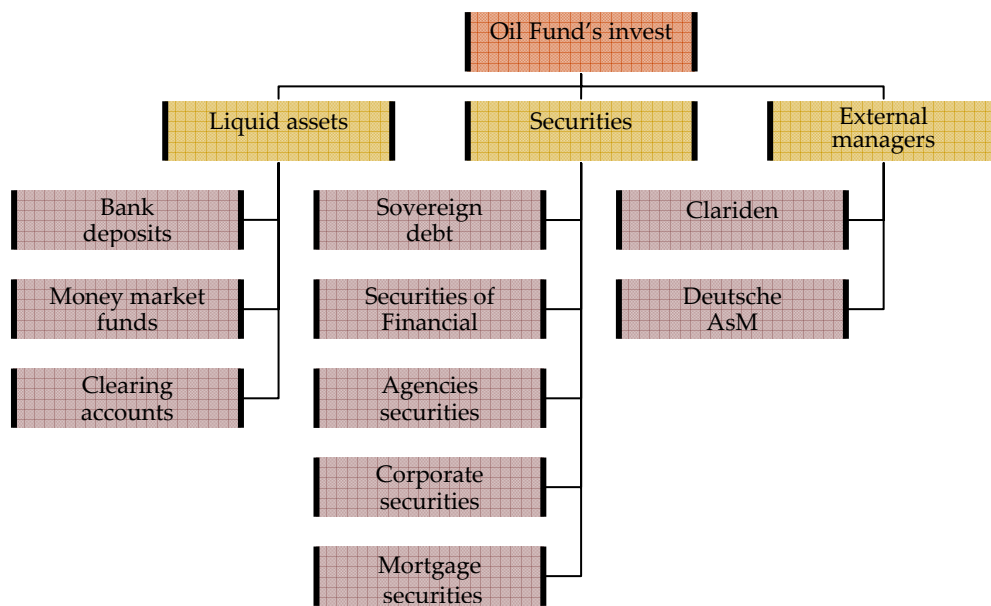 Oil Fund's invest
Liquid assets
Securities
External
managers
Bank
deposits
Money market
funds
Clearing
accounts
Sovereign
debt
Securities of
Financial
Agencies
securities
Corporate
securities
Mortgage
securities
Clariden
Deutsche
AsM